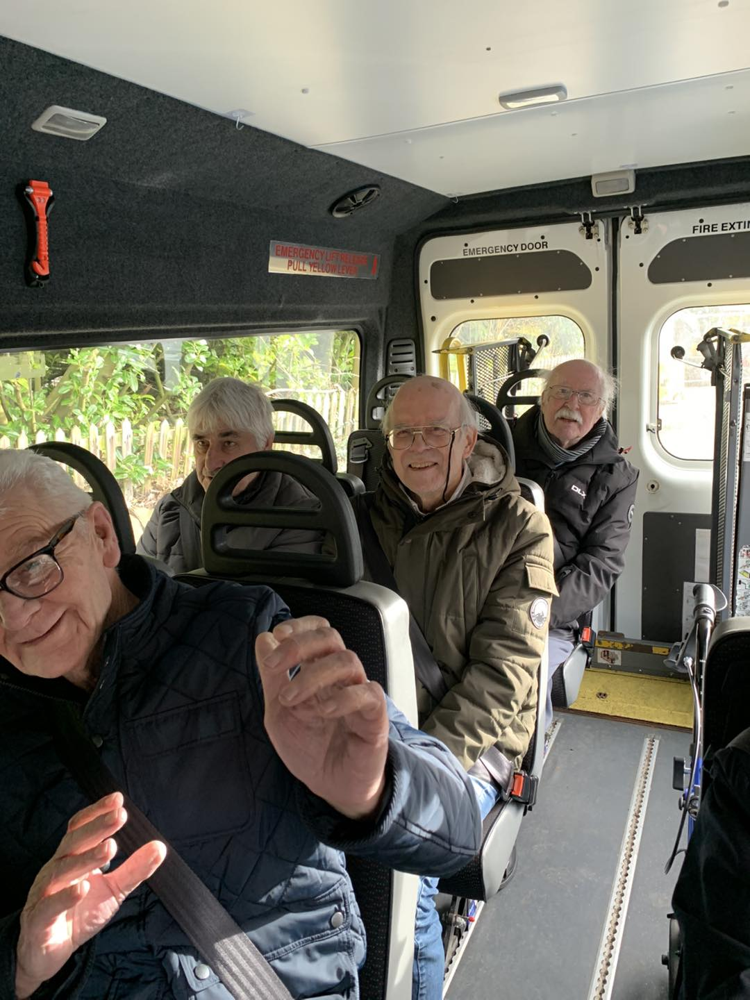 EMERGENCY DOOR
FIRE EXTIN
EMERGENCY LIFT RELEASE
PULL YELLOW LEVER
DLX